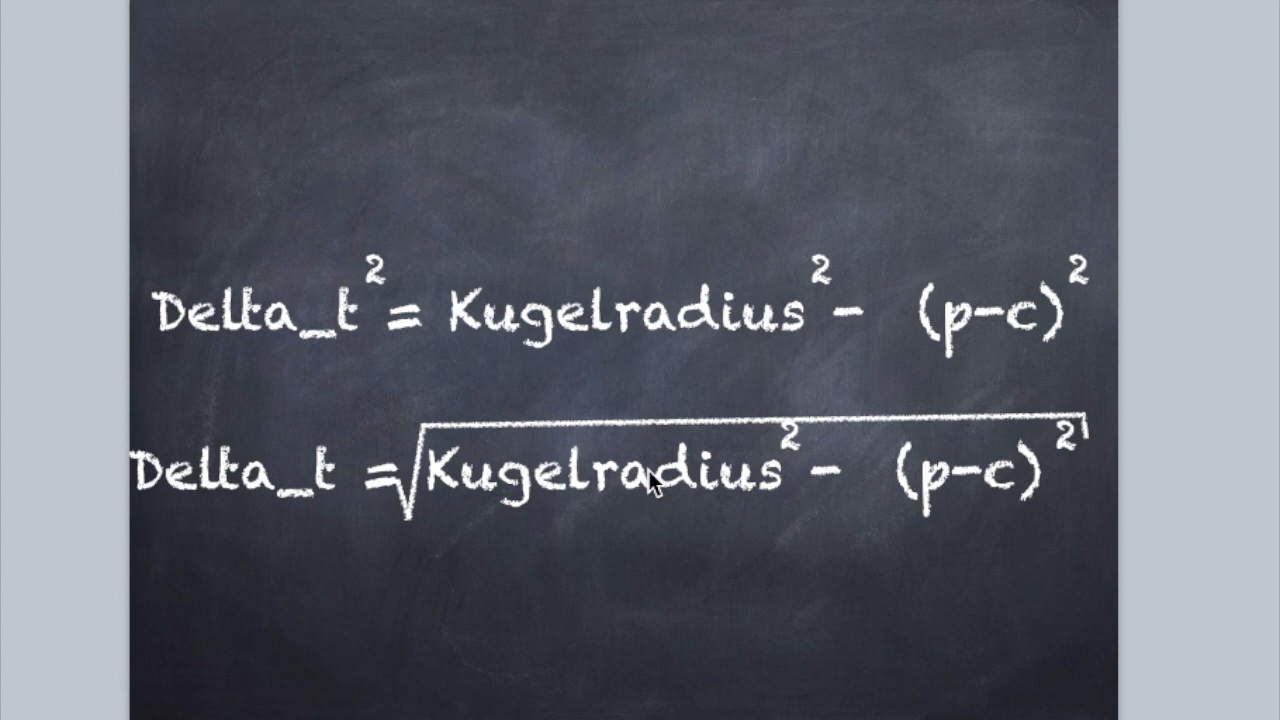 Delta_t² = Kugelradius² - (p-c)²
Delta_t = √Kugelradius² - (p-c)²